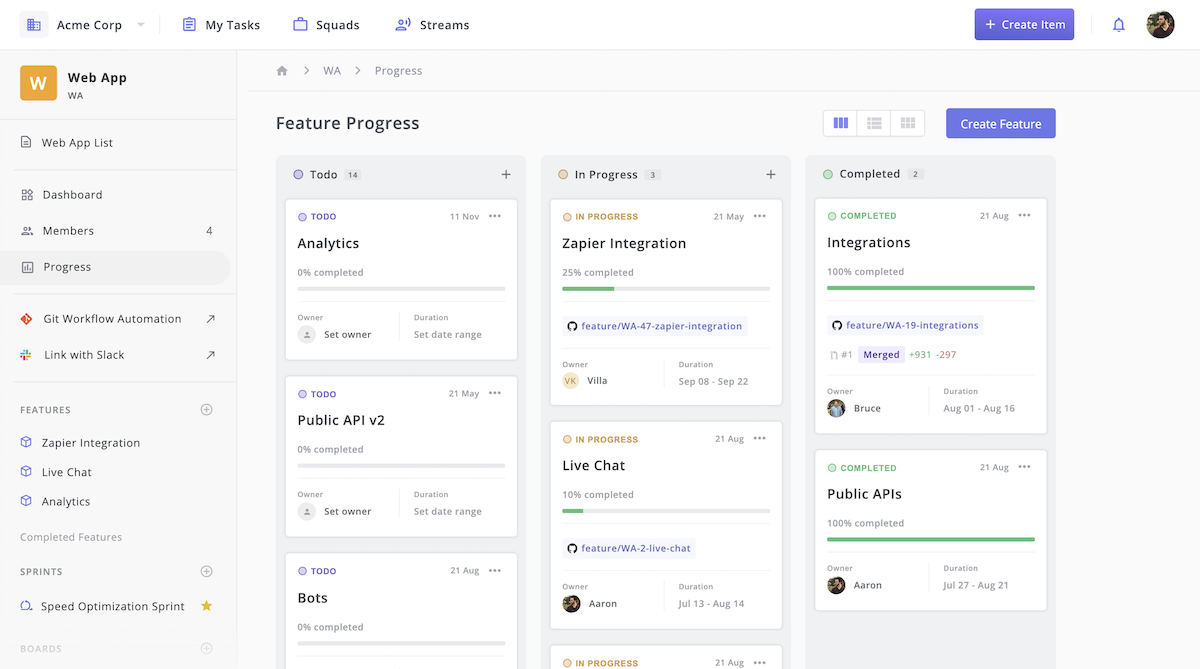 Acme Corp
My Tasks
Squads
Streams
+ Create Item
W
Web App
WA
Web App List
Dashboard
Members 4
Progress
Git Workflow Automation
Link with Slack
FEATURES
Zapier Integration
Live Chat
Analytics
Completed Features
SPRINTS
Speed Optimization Sprint
BOARDS
WA
Progress
Feature Progress
Create Feature
Todo 14
TODO 11 Nov
Analytics
0% completed
Owner Duration
Set owner Set date range
TODO 21 May
Public API v2
0% completed
Owner Duration
Set owner Set date range
TODO 21 Aug
Bots
0% completed
In Progress 3
IN PROGRESS 21 May
Zapier Integration
25% completed
feature/WA-47-zapier-integration
Owner Duration
VK Villa Sep 08 - Sep 22
IN PROGRESS 21 Aug
Live Chat
10% completed
feature/WA-2-live-chat
Owner Duration
Aaron Jul 13 - Aug 14
IN PROGRESS 21 Aug
Completed 2
COMPLETED 21 Aug
Integrations
100% completed
feature/WA-19-integrations
#1 Merged +931 -297
Owner Duration
Bruce Aug 01 - Aug 16
COMPLETED 21 Aug
Public APIs
100% completed
Owner Duration
Aaron Jul 27 - Aug 21